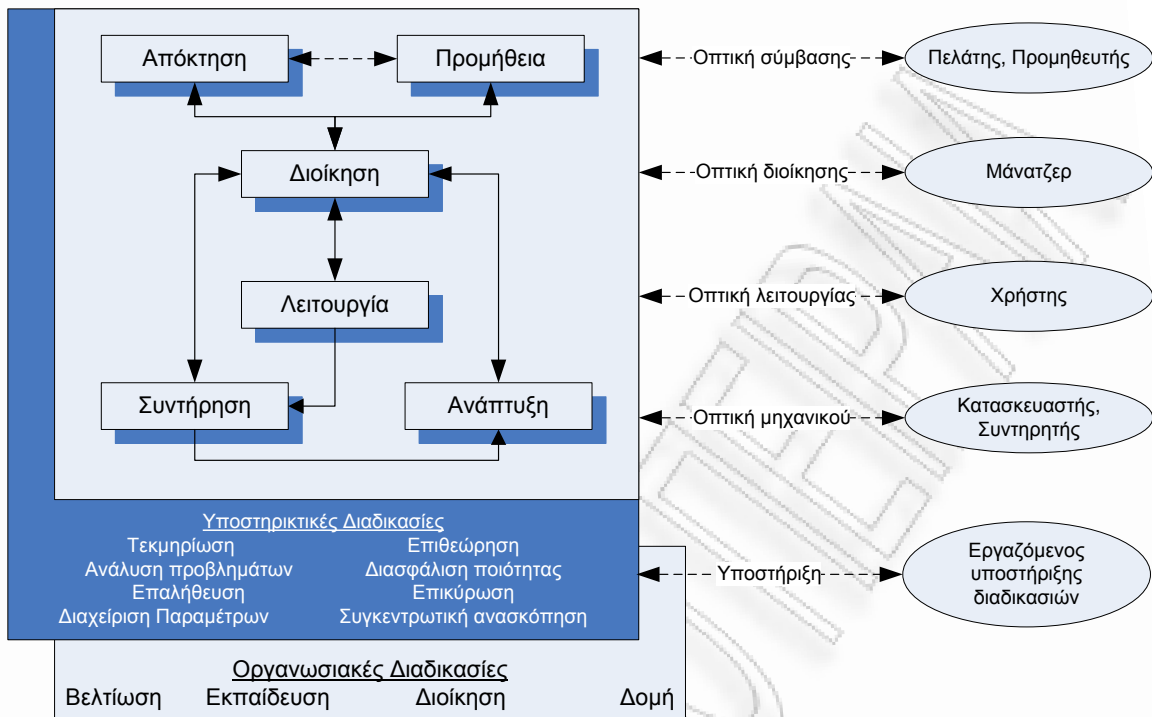 Απόκτηση
Προμήθεια
Οπτική σύμβασης
Πελάτης, Προμηθευτής
Διοίκηση
Οπτική διοίκησης
Μάνατζερ
Λειτουργία
Οπτική λειτουργίας
Χρήστης
Συντήρηση
Ανάπτυξη
Οπτική μηχανικού
Κατασκευαστής,
Συντηρητής
Υποστηρικτικές Διαδικασίες
Τεκμηρίωση
Επιθεώρηση
Ανάλυση προβλημάτων
Διασφάλιση ποιότητας
Επαλήθευση
Επικύρωση
Διαχείριση Παραμέτρων
Συγκεντρωτική ανασκόπηση
Υποστήριξη
Εργαζόμενος
υποστήριξης
διαδικασιών
Οργανωσιακές Διαδικασίες
Βελτίωση
Εκπαίδευση
Διοίκηση
Δομή